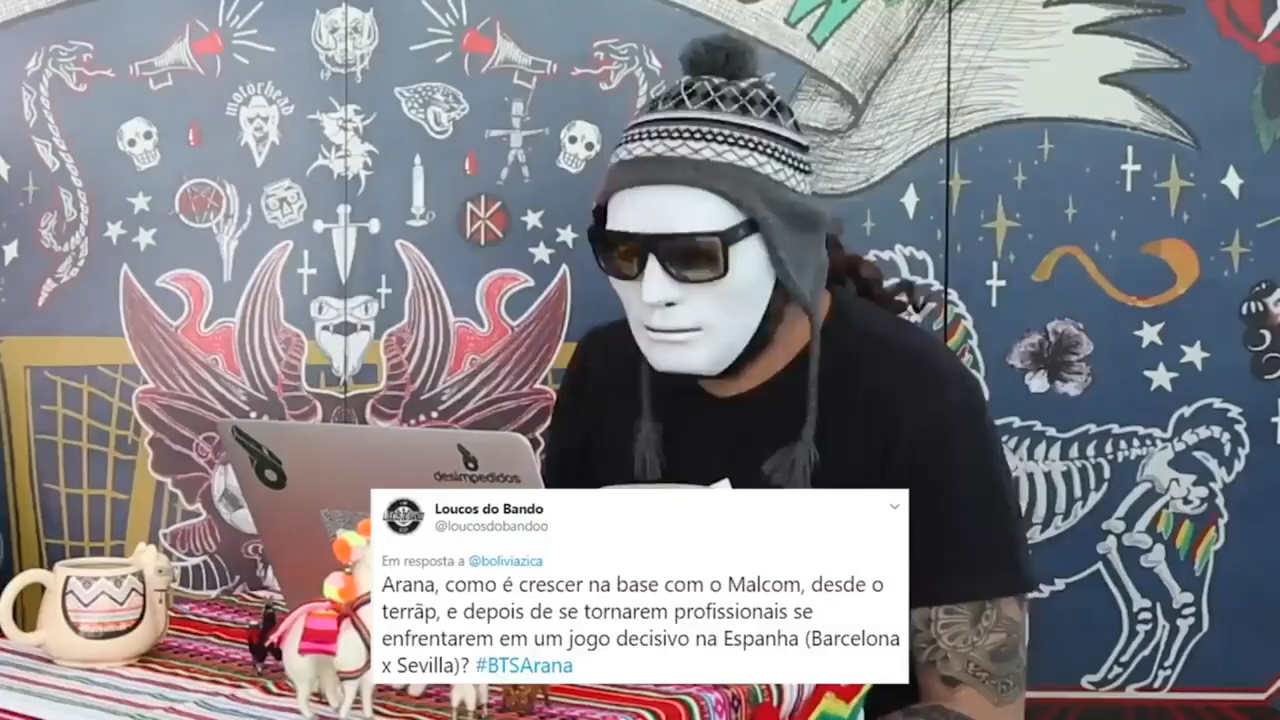 W
motörhead
desimpedidos
Loucos do Bando
@loucosdobandoo
Em resposta a @boliviazica
Arana, como é crescer na base com o Malcom, desde o
terrãp, e depois de se tornarem profissionais se
enfrentarem em um jogo decisivo na Espanha (Barcelona
x Sevilla)? #BTSArana